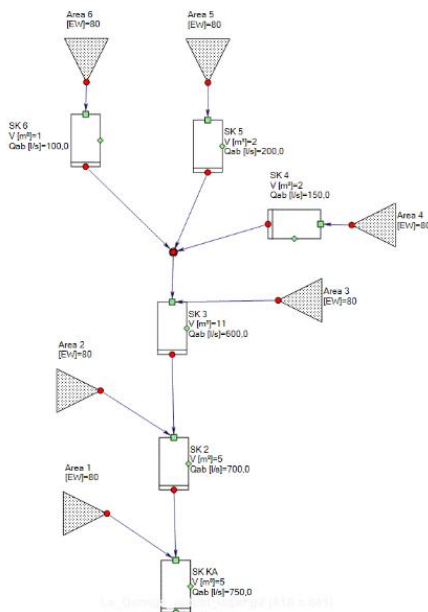 Area 6
[EW]=80
Area 5
[EW]=80
SK 6
V [m³]=1
Qab [l/s]=100,0
SK 5
V [m³]=2
Qab [l/s]=200,0
SK 4
V [m³]=2
Qab [l/s]=150,0
Area 4
[EW]=80
Area 3
[EW]=80
SK 3
V [m³]=11
Qab [l/s]=600,0
Area 2
[EW]=80
SK 2
V [m³]=5
Qab [l/s]=700,0
Area 1
[EW]=80
SK KA
V [m³]=5
Qab [l/s]=750,0